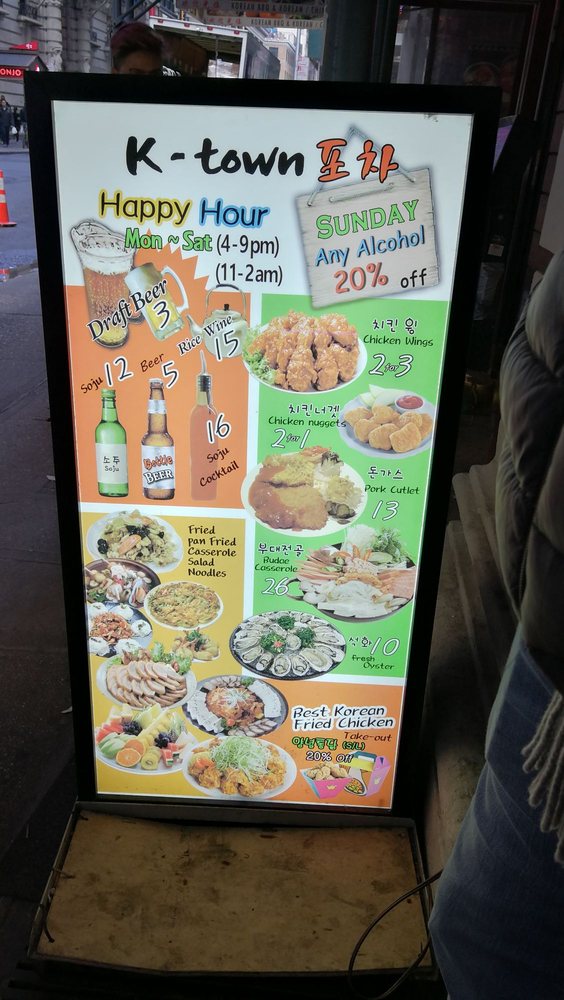 KOREAN BBQ & KOREAN
ONJO
K-town 포차
Happy Hour
Mon ~ Sat (4-9pm)
(11-2am)
SUNDAY
Any Alcohol
20% off
Draft Beer
3
Rice Wine
15
Soju 12
Beer 5
16
Soju
Cocktail
소주
Soju
Bottle
BEER
치킨 윙
Chicken Wings
2 for 3
치킨너겟
Chicken nuggets
2 for 1
돈가스
Pork Cutlet
13
부대전골
Budae
Casserole
26
석화 10
fresh
Oyster
Fried
pan Fried
Casserole
Salad
Noodles
Best Korean
Fried Chicken
Take-out
(S/L)
20% Off